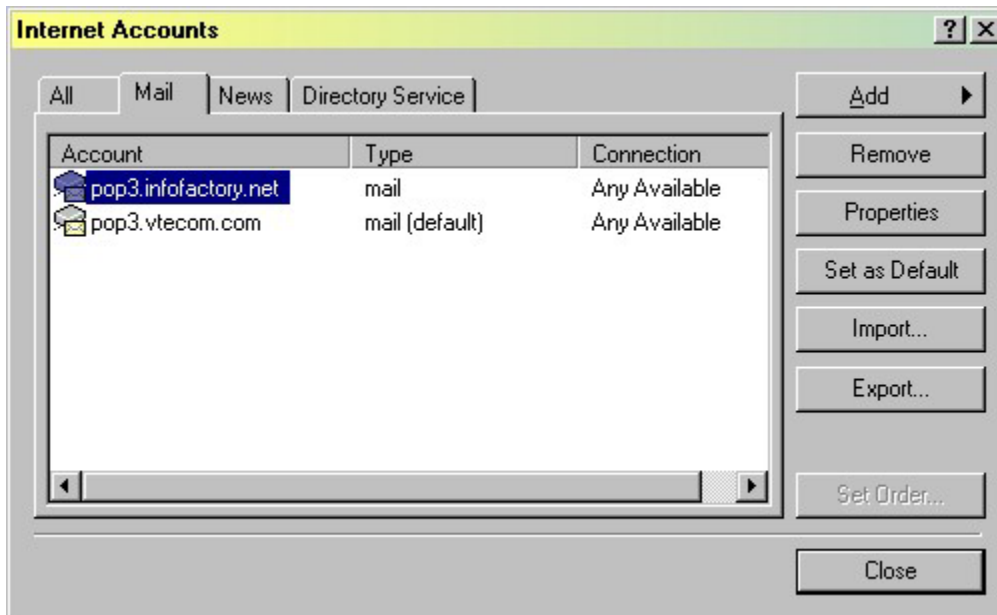 Internet Accounts
All Mail News Directory Service
Add
Account Type Connection
Remove
pop3.infofactory.net mail Any Available
pop3.vtecom.com mail (default) Any Available
Properties
Set as Default
Import...
Export...
Set Order...
Close